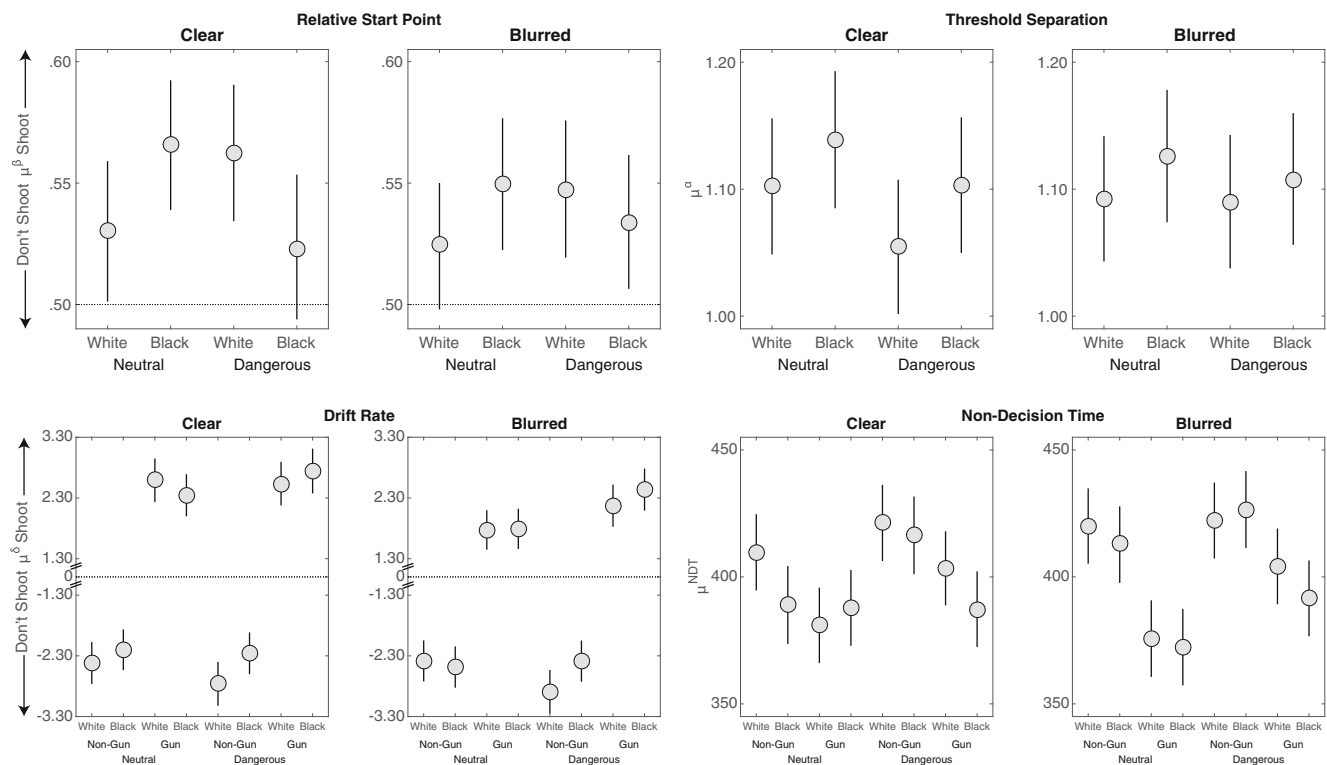 Relative Start Point
Clear
Blurred
Don't Shoot μβ Shoot
.60
.55
.50
.60
.55
.50
White Black White Black
Neutral Dangerous
White Black White Black
Neutral Dangerous
Threshold Separation
Clear
Blurred
μα
1.20
1.10
1.00
1.20
1.10
1.00
White Black White Black
Neutral Dangerous
White Black White Black
Neutral Dangerous
Drift Rate
Clear
Blurred
Don't Shoot μδ Shoot
3.30
2.30
1.30
0
-1.30
-2.30
-3.30
3.30
2.30
1.30
0
-1.30
-2.30
-3.30
White Black White Black White Black White Black
Non-Gun Gun Non-Gun Gun
Neutral Dangerous
White Black White Black White Black White Black
Non-Gun Gun Non-Gun Gun
Neutral Dangerous
Non-Decision Time
Clear
Blurred
μNDT
450
400
350
450
400
350
White Black White Black White Black White Black
Non-Gun Gun Non-Gun Gun
Neutral Dangerous
White Black White Black White Black White Black
Non-Gun Gun Non-Gun Gun
Neutral Dangerous